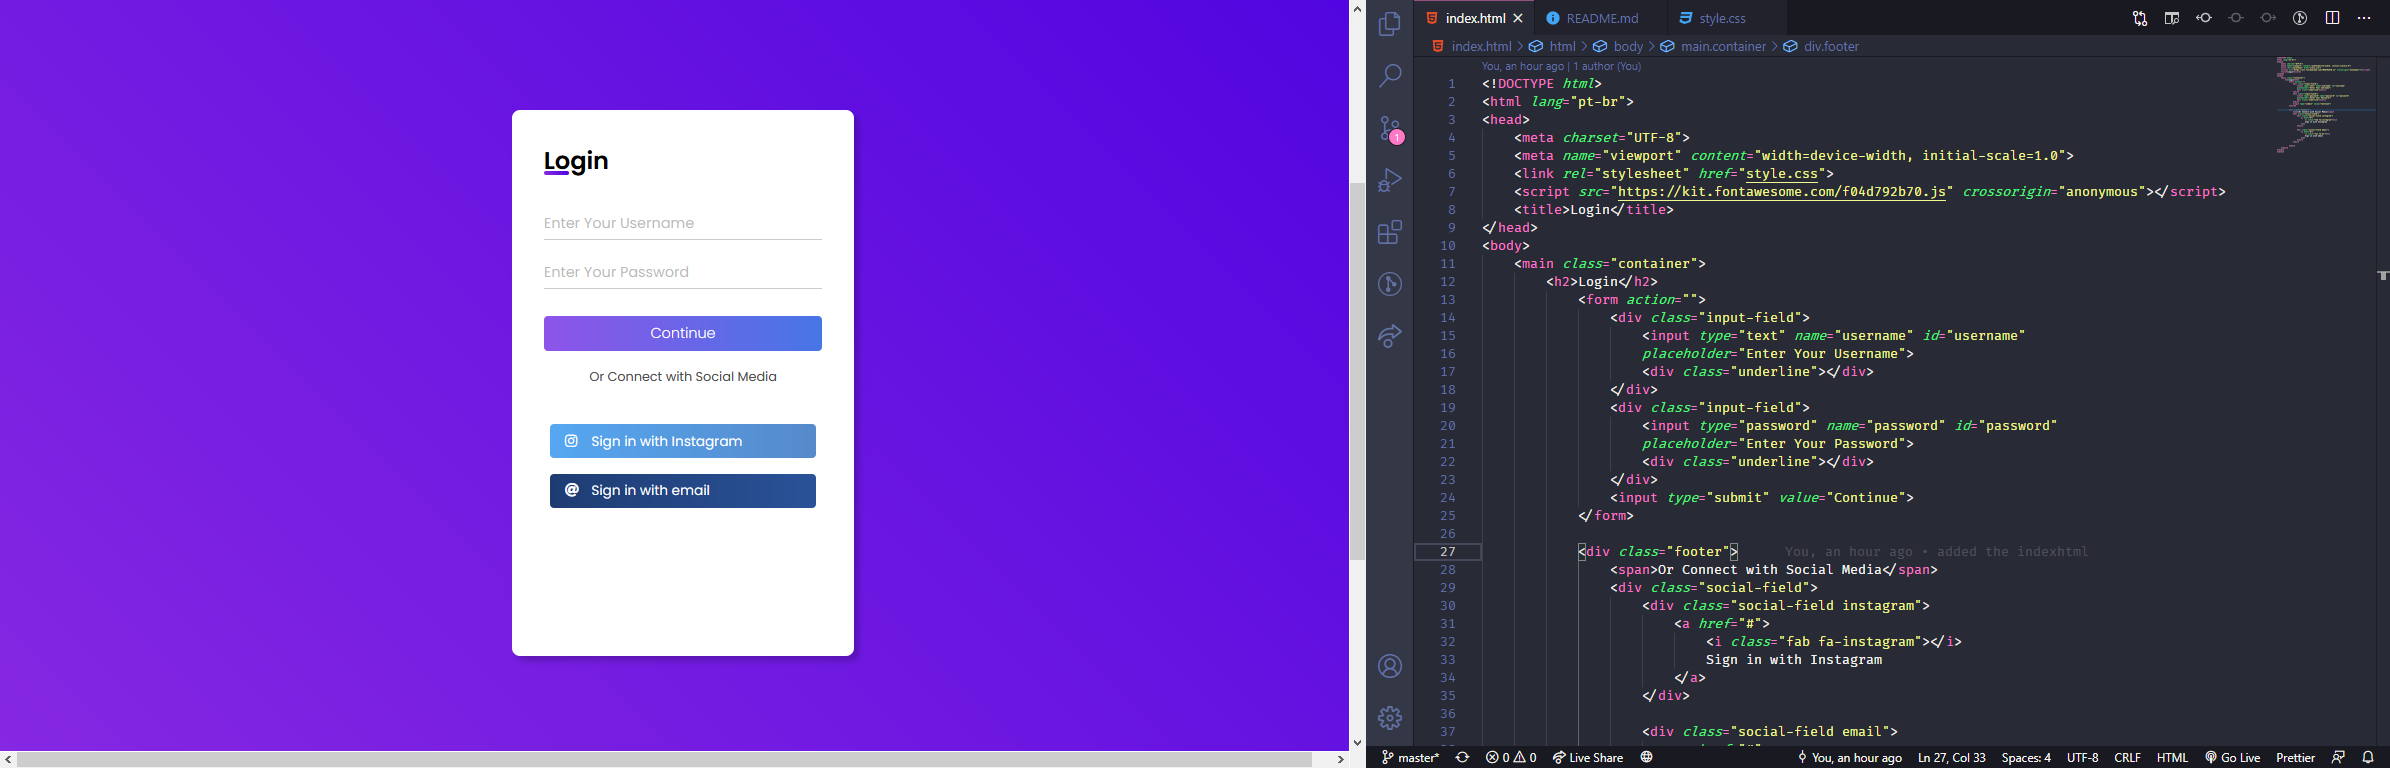 Login
Enter Your Username
Enter Your Password
Continue
Or Connect with Social Media
Sign in with Instagram
Sign in with email
index.html
README.md
style.css
index.html > html > body > main.container > div.footer
You, an hour ago | 1 author (You)
1 <!DOCTYPE html>
2 <html lang="pt-br">
3 <head>
4 <meta charset="UTF-8">
5 <meta name="viewport" content="width=device-width, initial-scale=1.0">
6 <link rel="stylesheet" href="style.css">
7 <script src="https://kit.fontawesome.com/f04d792b70.js" crossorigin="anonymous"></script>
8 <title>Login</title>
9 </head>
10 <body>
11 <main class="container">
12 <h2>Login</h2>
13 <form action="">
14 <div class="input-field">
15 <input type="text" name="username" id="username"
16 placeholder="Enter Your Username">
17 <div class="underline"></div>
18 </div>
19 <div class="input-field">
20 <input type="password" name="password" id="password"
21 placeholder="Enter Your Password">
22 <div class="underline"></div>
23 </div>
24 <input type="submit" value="Continue">
25 </form>
26
27 <div class="footer"> You, an hour ago • added the indexhtml
28 <span>Or Connect with Social Media</span>
29 <div class="social-field">
30 <div class="social-field instagram">
31 <a href="#">
32 <i class="fab fa-instagram"></i>
33 Sign in with Instagram
34 </a>
35 </div>
36
37 <div class="social-field email">
1
master* 0 0 Live Share You, an hour ago Ln 27, Col 33 Spaces: 4 UTF-8 CRLF HTML Go Live Prettier